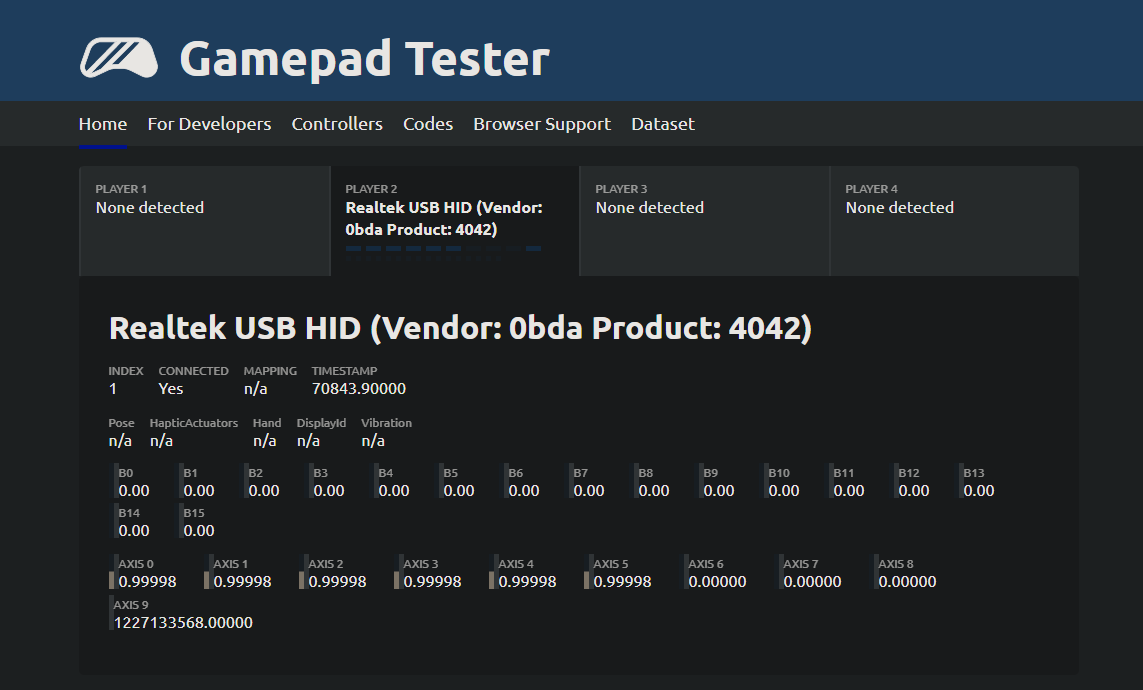 Gamepad Tester
Home For Developers Controllers Codes Browser Support Dataset
PLAYER 1
None detected
PLAYER 2
Realtek USB HID (Vendor:
0bda Product: 4042)
PLAYER 3
None detected
PLAYER 4
None detected
Realtek USB HID (Vendor: 0bda Product: 4042)
INDEX CONNECTED MAPPING TIMESTAMP
1 Yes n/a 70843.90000
Pose HapticActuators Hand DisplayId Vibration
n/a n/a n/a n/a n/a
B0 B1 B2 B3 B4 B5 B6 B7 B8 B9 B10 B11 B12 B13
0.00 0.00 0.00 0.00 0.00 0.00 0.00 0.00 0.00 0.00 0.00 0.00 0.00 0.00
B14 B15
0.00 0.00
AXIS 0 AXIS 1 AXIS 2 AXIS 3 AXIS 4 AXIS 5 AXIS 6 AXIS 7 AXIS 8
0.99998 0.99998 0.99998 0.99998 0.99998 0.99998 0.00000 0.00000 0.00000
AXIS 9
1227133568.00000